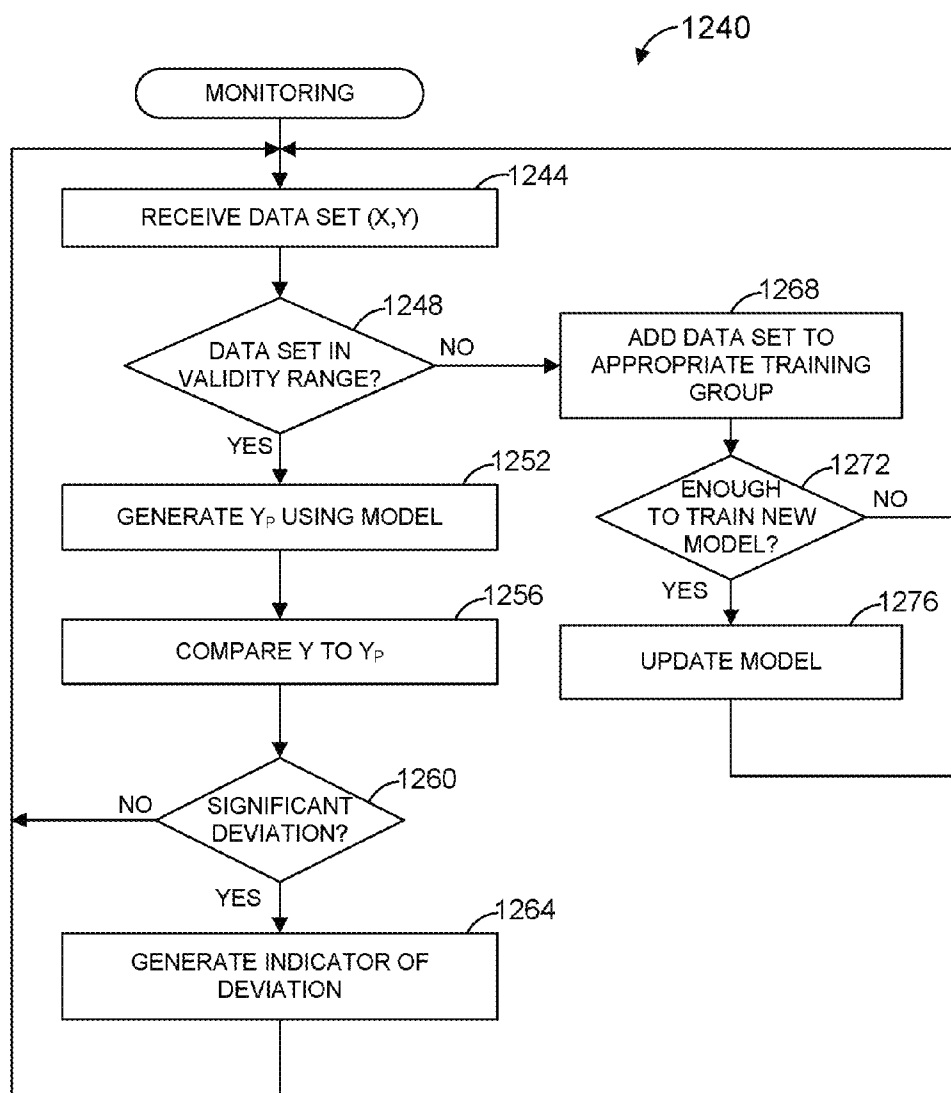 1240
MONITORING
1244
RECEIVE DATA SET (X,Y)
1248
DATA SET IN
VALIDITY RANGE?
NO
YES
1268
ADD DATA SET TO
APPROPRIATE TRAINING
GROUP
1252
GENERATE YP USING MODEL
1272
ENOUGH
TO TRAIN NEW
MODEL?
NO
YES
1256
COMPARE Y TO YP
1276
UPDATE MODEL
1260
SIGNIFICANT
DEVIATION?
NO
YES
1264
GENERATE INDICATOR OF
DEVIATION